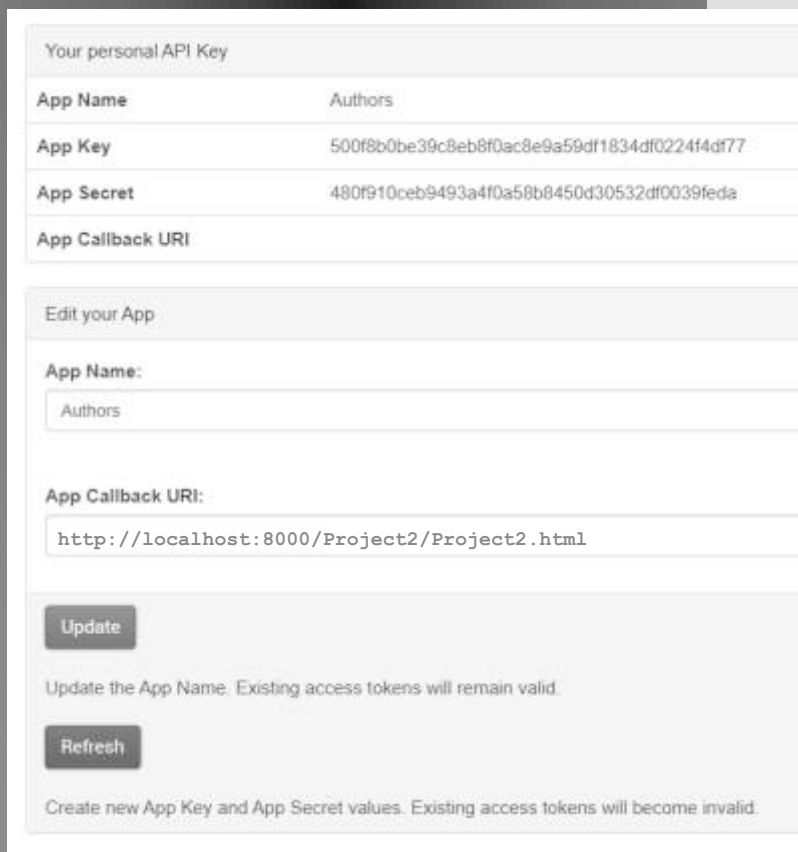 Your personal API Key
App Name Authors
App Key 500f8b0be39c8eb8f0ac8e9a59df1834df0224f4df77
App Secret 480f910ceb9493a4f0a58b8450d30532df0039feda
App Callback URI
Edit your App
App Name:
Authors
App Callback URI:
http://localhost:8000/Project2/Project2.html
Update
Update the App Name. Existing access tokens will remain valid.
Refresh
Create new App Key and App Secret values. Existing access tokens will become invalid.